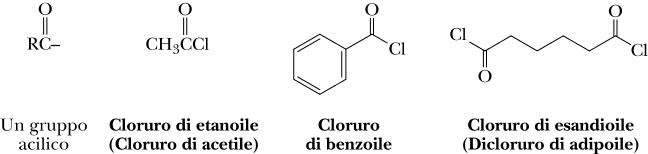 O
RC–
O
CH₃CCl
O
Cl
Cl
O
O
Cl
Un gruppo
acilico
Cloruro di etanoile
(Cloruro di acetile)
Cloruro
di benzoile
Cloruro di esandioile
(Dicloruro di adipoile)